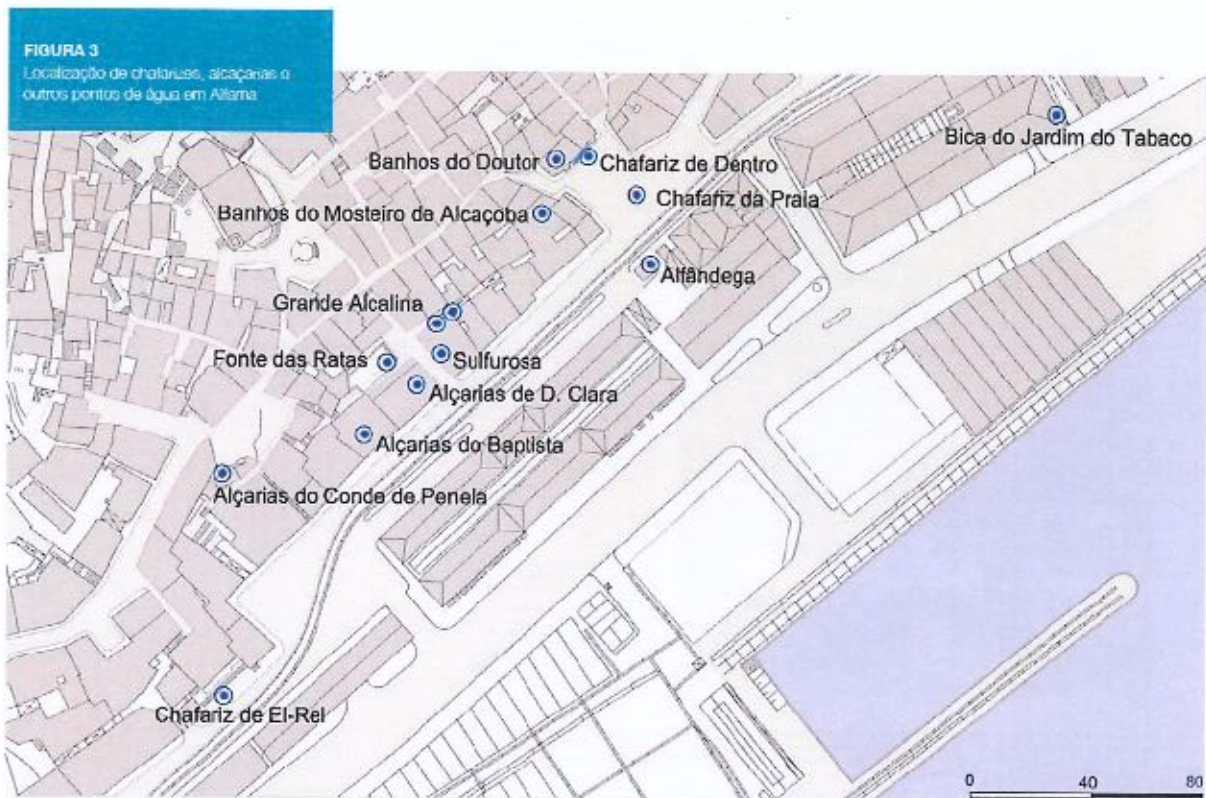 FIGURA 3
Localização de chafarizes, alcaçarias e
outros pontos de água em Alfama
Bica do Jardim do Tabaco
Banhos do Doutor
Chafariz de Dentro
Chafariz da Praia
Banhos do Mosteiro de Alcaçoba
Alfândega
Grande Alcalina
Fonte das Ratas
Sulfurosa
Alçarias de D. Clara
Alçarias do Baptista
Alçarias do Conde de Penela
Chafariz de El-Rei
0 40 80